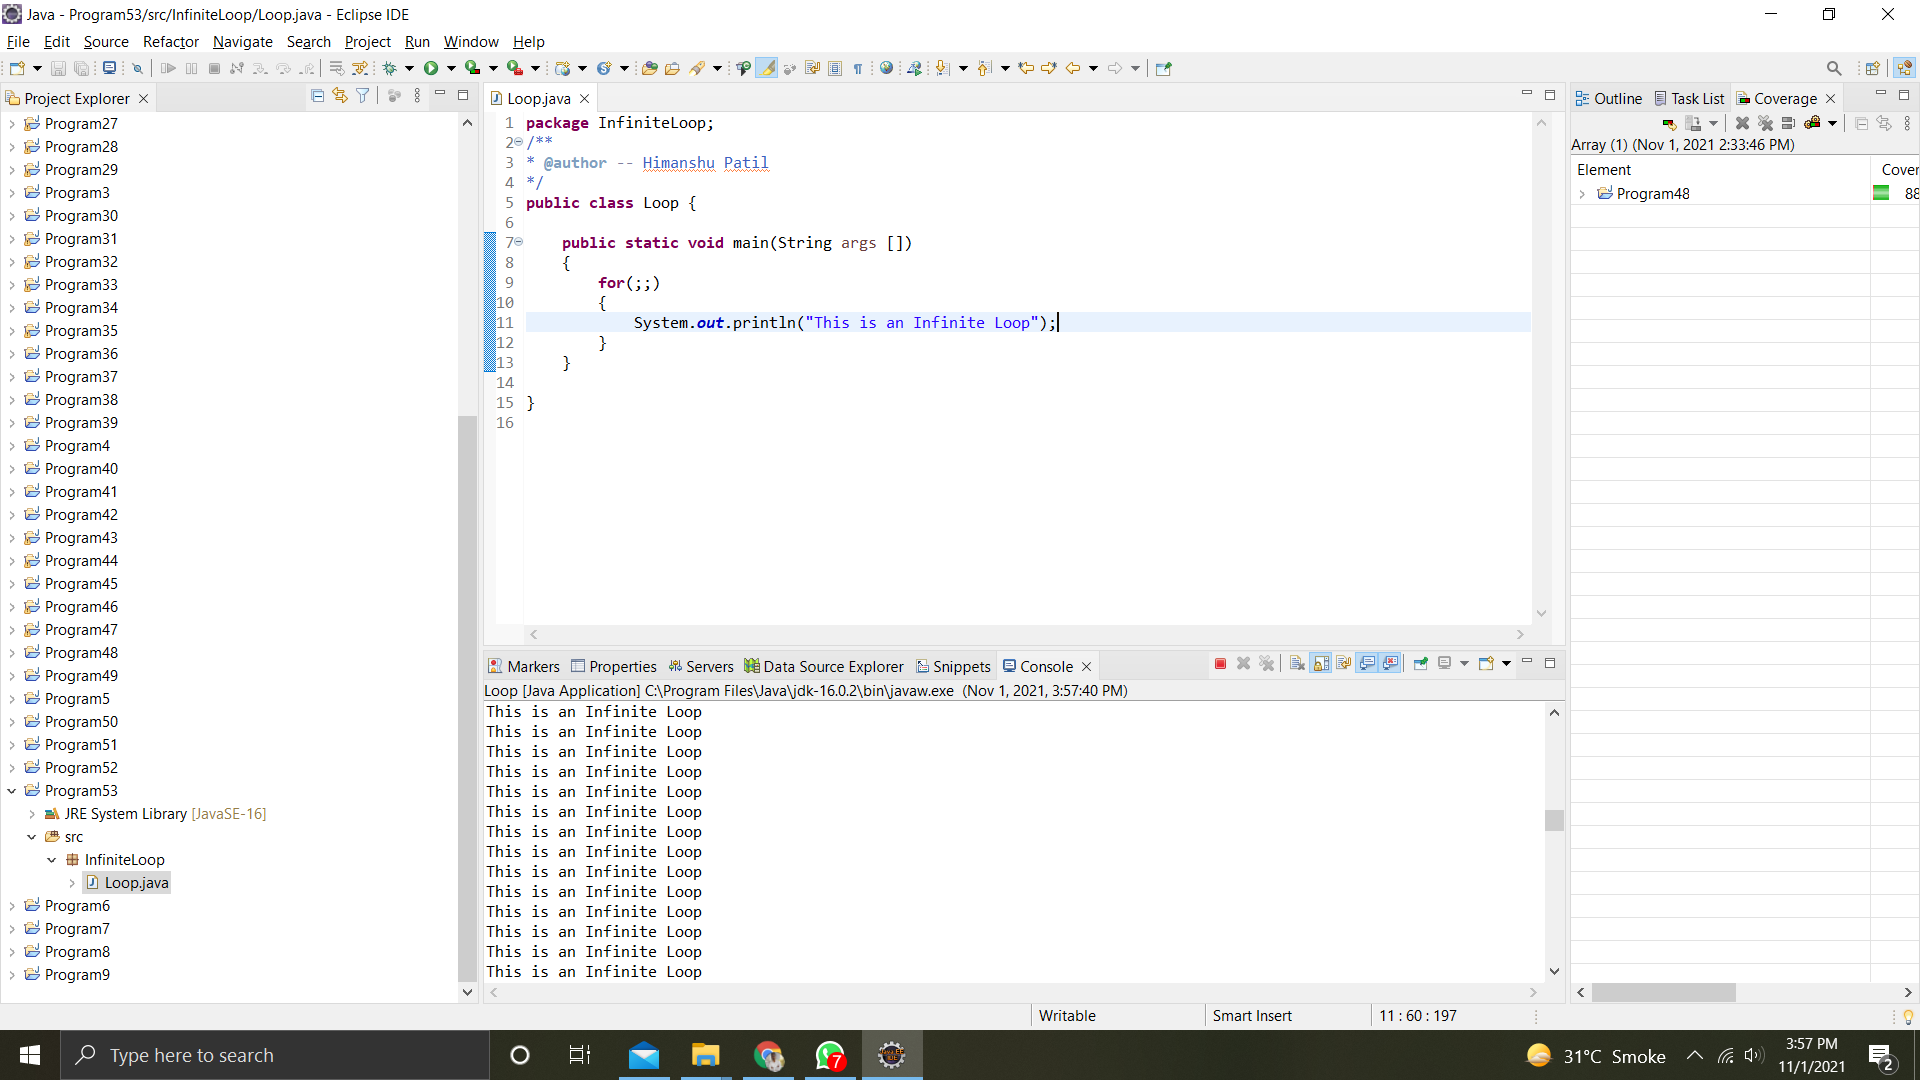 Java - Program53/src/InfiniteLoop/Loop.java - Eclipse IDE
File Edit Source Refactor Navigate Search Project Run Window Help
Project Explorer
Program27
Program28
Program29
Program3
Program30
Program31
Program32
Program33
Program34
Program35
Program36
Program37
Program38
Program39
Program4
Program40
Program41
Program42
Program43
Program44
Program45
Program46
Program47
Program48
Program49
Program5
Program50
Program51
Program52
Program53
JRE System Library [JavaSE-16]
src
InfiniteLoop
Loop.java
Program6
Program7
Program8
Program9
Loop.java
1 package InfiniteLoop;
2 /**
3 * @author -- Himanshu Patil
4 */
5 public class Loop {
6
7 public static void main(String args [])
8 {
9 for(;;)
10 {
11 System.out.println("This is an Infinite Loop");
12 }
13 }
14
15 }
16
Markers Properties Servers Data Source Explorer Snippets Console
Loop [Java Application] C:\Program Files\Java\jdk-16.0.2\bin\javaw.exe (Nov 1, 2021, 3:57:40 PM)
This is an Infinite Loop
This is an Infinite Loop
This is an Infinite Loop
This is an Infinite Loop
This is an Infinite Loop
This is an Infinite Loop
This is an Infinite Loop
This is an Infinite Loop
This is an Infinite Loop
This is an Infinite Loop
This is an Infinite Loop
This is an Infinite Loop
This is an Infinite Loop
This is an Infinite Loop
Outline Task List Coverage
Array (1) (Nov 1, 2021 2:33:46 PM)
Element Cover
Program48 88
Writable Smart Insert 11 : 60 : 197
Type here to search
7
31°C Smoke
3:57 PM
11/1/2021
2